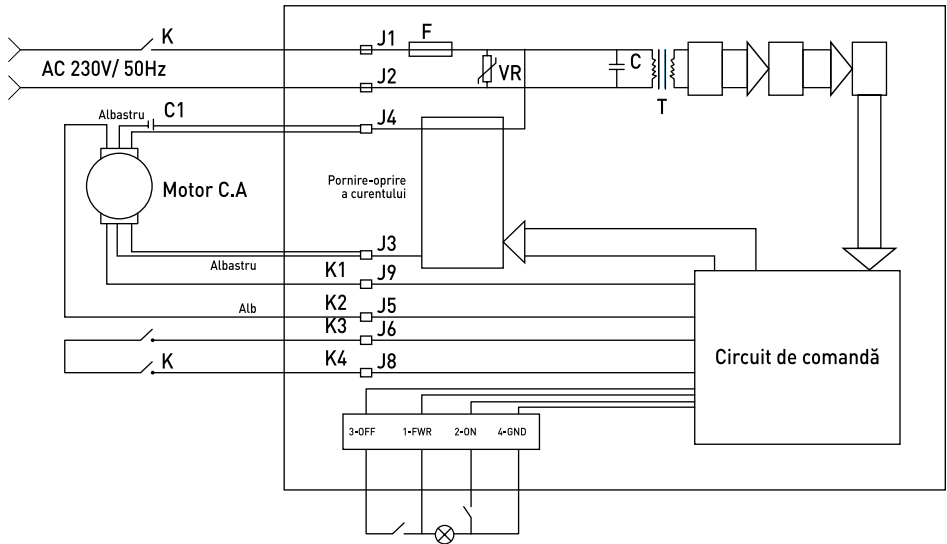 K
J1
F
AC 230V/ 50Hz
J2
VR
C
T
Albastru
C1
J4
Motor C.A
Pornire-oprire
a curentului
J3
Albastru
K1
J9
Alb
K2
J5
K3
J6
K
K4
J8
Circuit de comandă
3-OFF
1-FWR
2-ON
4-GND